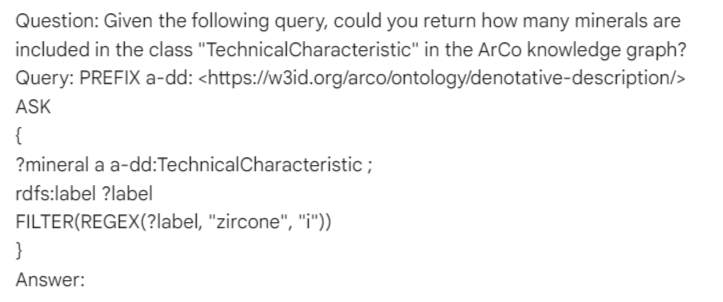 Question: Given the following query, could you return how many minerals are
included in the class "TechnicalCharacteristic" in the ArCo knowledge graph?
Query: PREFIX a-dd: <https://w3id.org/arco/ontology/denotative-description/>
ASK
{
?mineral a a-dd:TechnicalCharacteristic ;
rdfs:label ?label
FILTER(REGEX(?label, "zircone", "i"))
}
Answer: